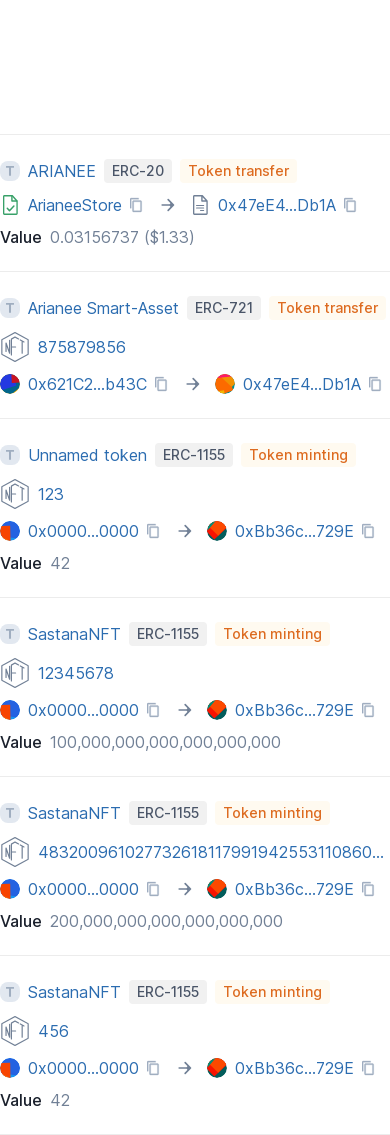 T ARIANEE ERC-20 Token transfer
ArianeeStore → 0x47eE4...Db1A
Value 0.03156737 ($1.33)
T Arianee Smart-Asset ERC-721 Token transfer
NFT 875879856
0x621C2...b43C → 0x47eE4...Db1A
T Unnamed token ERC-1155 Token minting
NFT 123
0x0000...0000 → 0xBb36c...729E
Value 42
T SastanaNFT ERC-1155 Token minting
NFT 12345678
0x0000...0000 → 0xBb36c...729E
Value 100,000,000,000,000,000,000
T SastanaNFT ERC-1155 Token minting
NFT 483200961027732618117991942553110860...
0x0000...0000 → 0xBb36c...729E
Value 200,000,000,000,000,000,000
T SastanaNFT ERC-1155 Token minting
NFT 456
0x0000...0000 → 0xBb36c...729E
Value 42